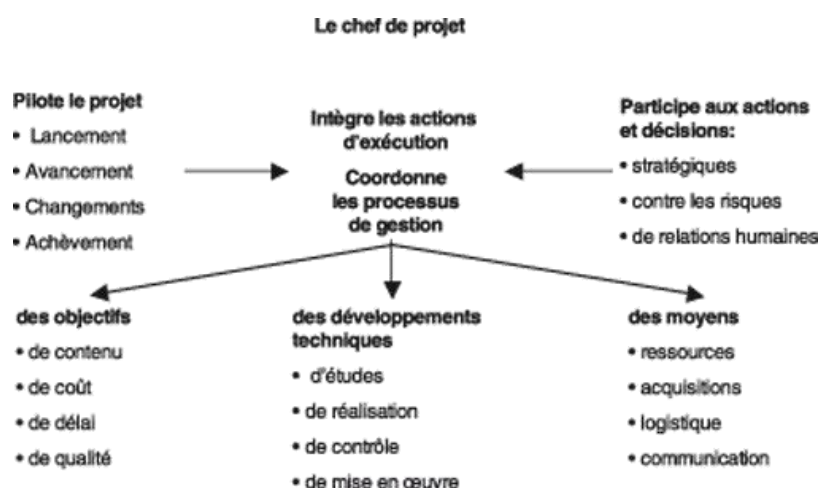 Le chef de projet
Pilote le projet
• Lancement
• Avancement
• Changements
• Achèvement
Intègre les actions
d'exécution
Coordonne
les processus
de gestion
Participe aux actions
et décisions:
• stratégiques
• contre les risques
• de relations humaines
des objectifs
• de contenu
• de coût
• de délai
• de qualité
des développements
techniques
• d'études
• de réalisation
• de contrôle
• de mise en œuvre
des moyens
• ressources
• acquisitions
• logistique
• communication